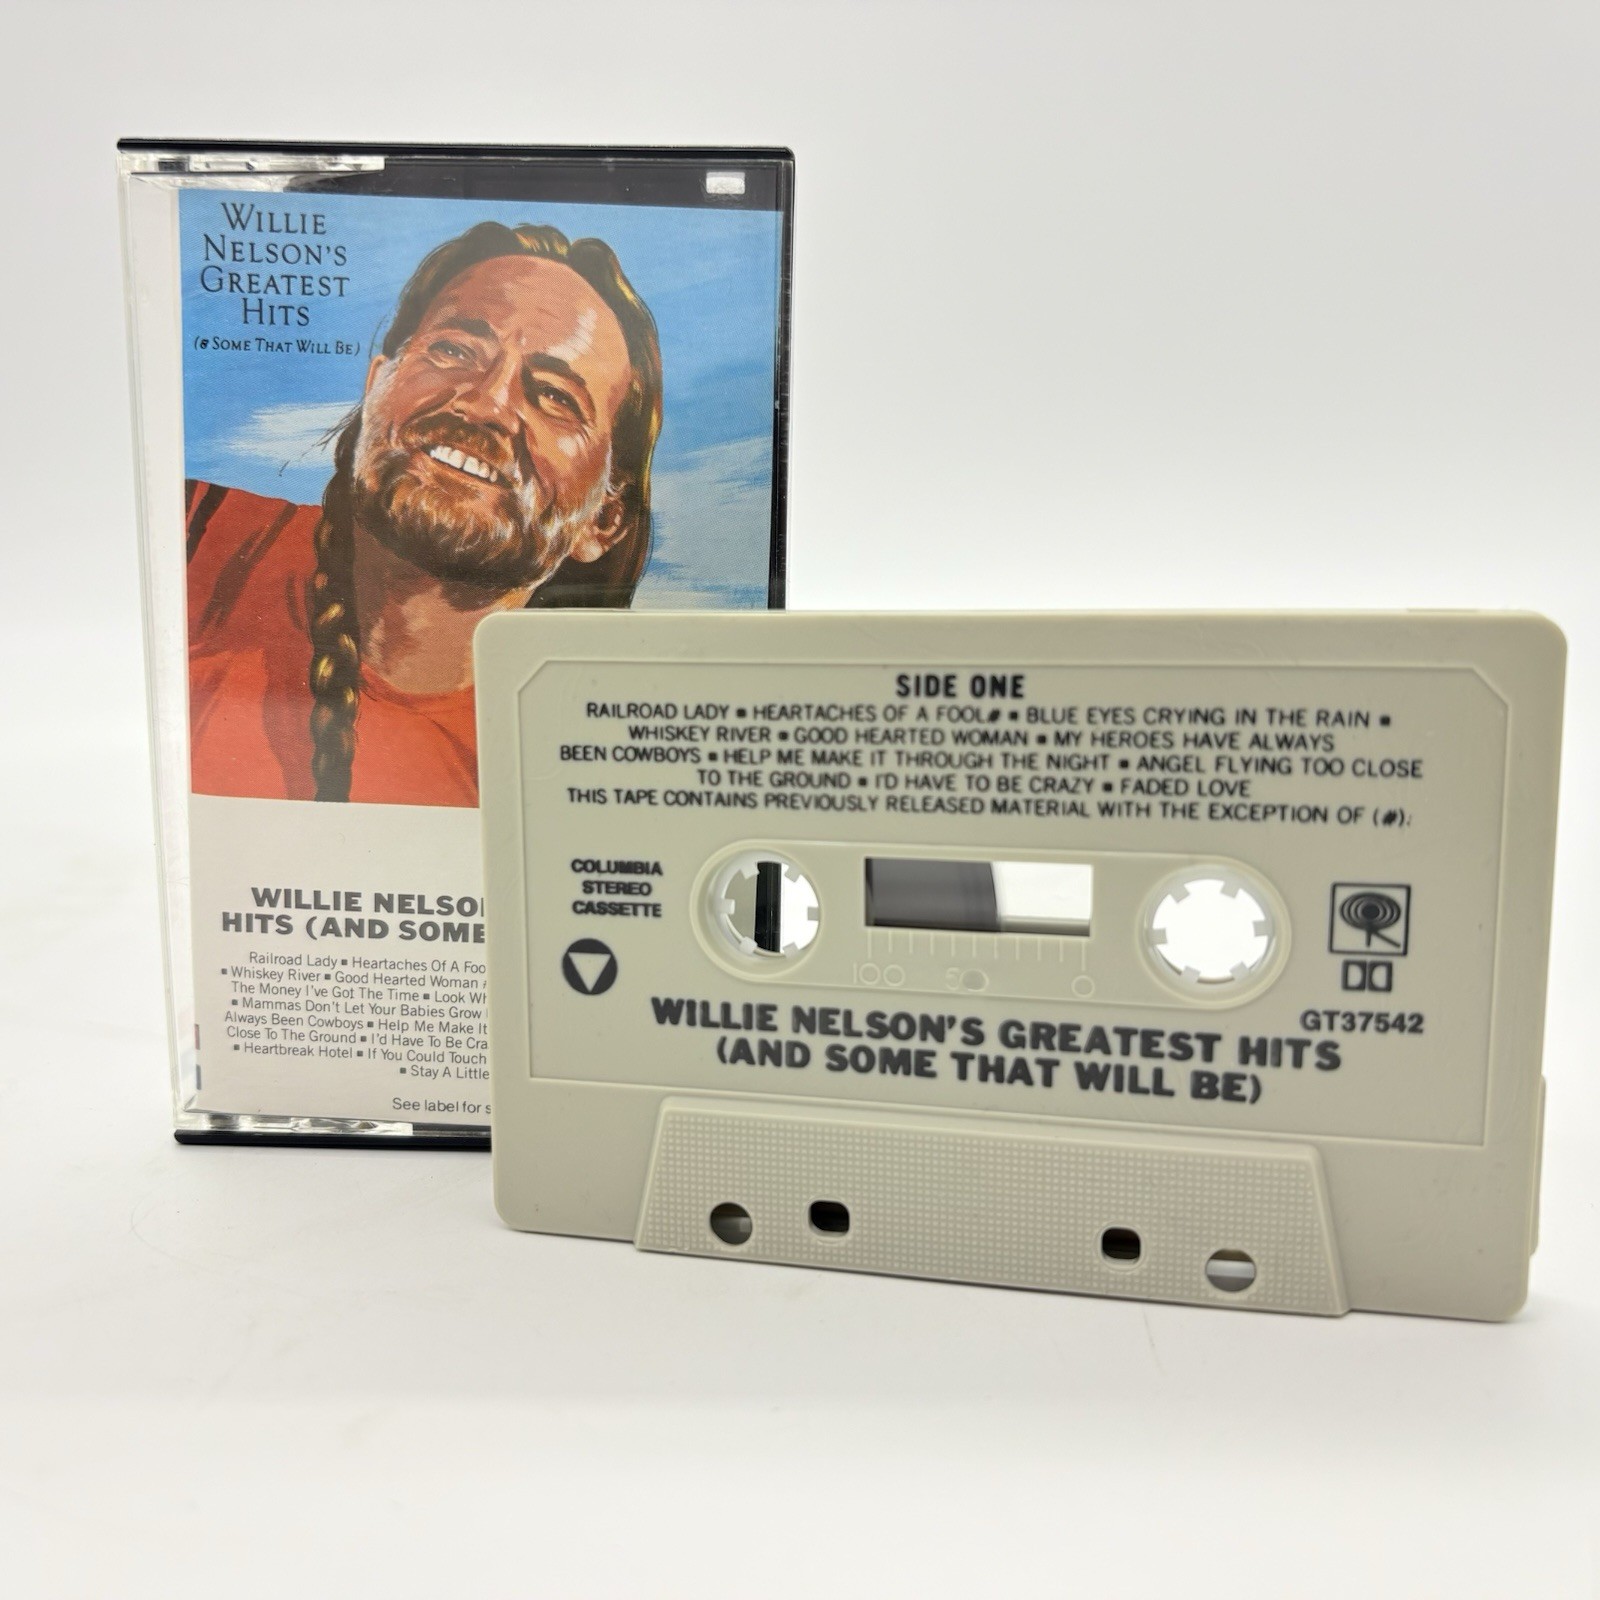 WILLIE
NELSON'S
GREATEST
HITS
(& SOME THAT WILL BE)
WILLIE NELSO
HITS (AND SOME
Railroad Lady ▪ Heartaches Of A Foo
▪ Whiskey River ▪ Good Hearted Woman
The Money I've Got The Time ▪ Look Wh
▪ Mammas Don't Let Your Babies Grow
Always Been Cowboys ▪ Help Me Make It
Close To The Ground ▪ I'd Have To Be Cra
▪ Heartbreak Hotel ▪ If You Could Touch
▪ Stay A Little
See label for s
SIDE ONE
RAILROAD LADY ▪ HEARTACHES OF A FOOL# ▪ BLUE EYES CRYING IN THE RAIN ▪
WHISKEY RIVER ▪ GOOD HEARTED WOMAN ▪ MY HEROES HAVE ALWAYS
BEEN COWBOYS ▪ HELP ME MAKE IT THROUGH THE NIGHT ▪ ANGEL FLYING TOO CLOSE
TO THE GROUND ▪ I'D HAVE TO BE CRAZY ▪ FADED LOVE
THIS TAPE CONTAINS PREVIOUSLY RELEASED MATERIAL WITH THE EXCEPTION OF (#).
COLUMBIA
STEREO
CASSETTE
100 50 0
GT37542
WILLIE NELSON'S GREATEST HITS
(AND SOME THAT WILL BE)